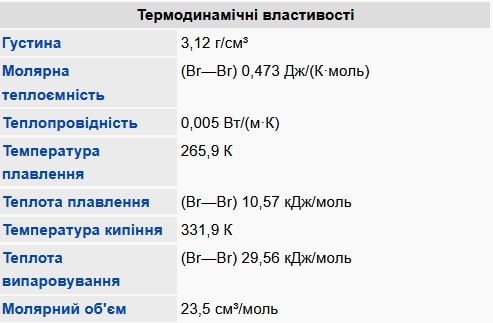 Термодинамічні властивості
Густина 3,12 г/см³
Молярна (Br—Br) 0,473 Дж/(К·моль)
теплоємність
Теплопровідність 0,005 Вт/(м·К)
Температура 265,9 К
плавлення
Теплота плавлення (Br—Br) 10,57 кДж/моль
Температура кипіння 331,9 К
Теплота (Br—Br) 29,56 кДж/моль
випаровування
Молярний об'єм 23,5 см³/моль